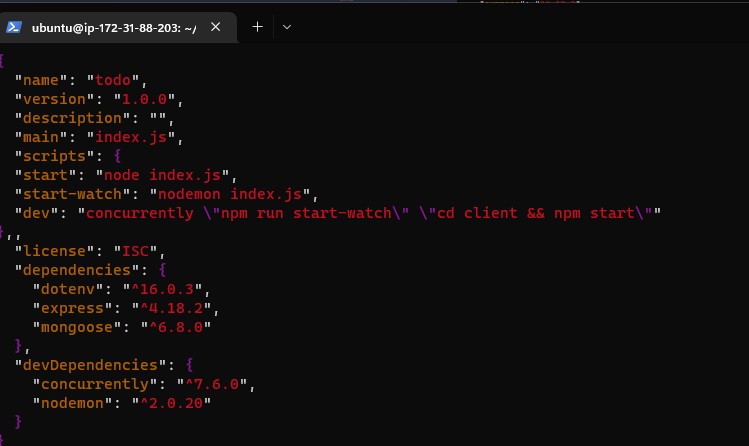 ubuntu@ip-172-31-88-203: ~/
{
"name": "todo",
"version": "1.0.0",
"description": "",
"main": "index.js",
"scripts": {
"start": "node index.js",
"start-watch": "nodemon index.js",
"dev": "concurrently \"npm run start-watch\" \"cd client && npm start\""
},,
"license": "ISC",
"dependencies": {
"dotenv": "^16.0.3",
"express": "^4.18.2",
"mongoose": "^6.8.0"
},
"devDependencies": {
"concurrently": "^7.6.0",
"nodemon": "^2.0.20"
}
}